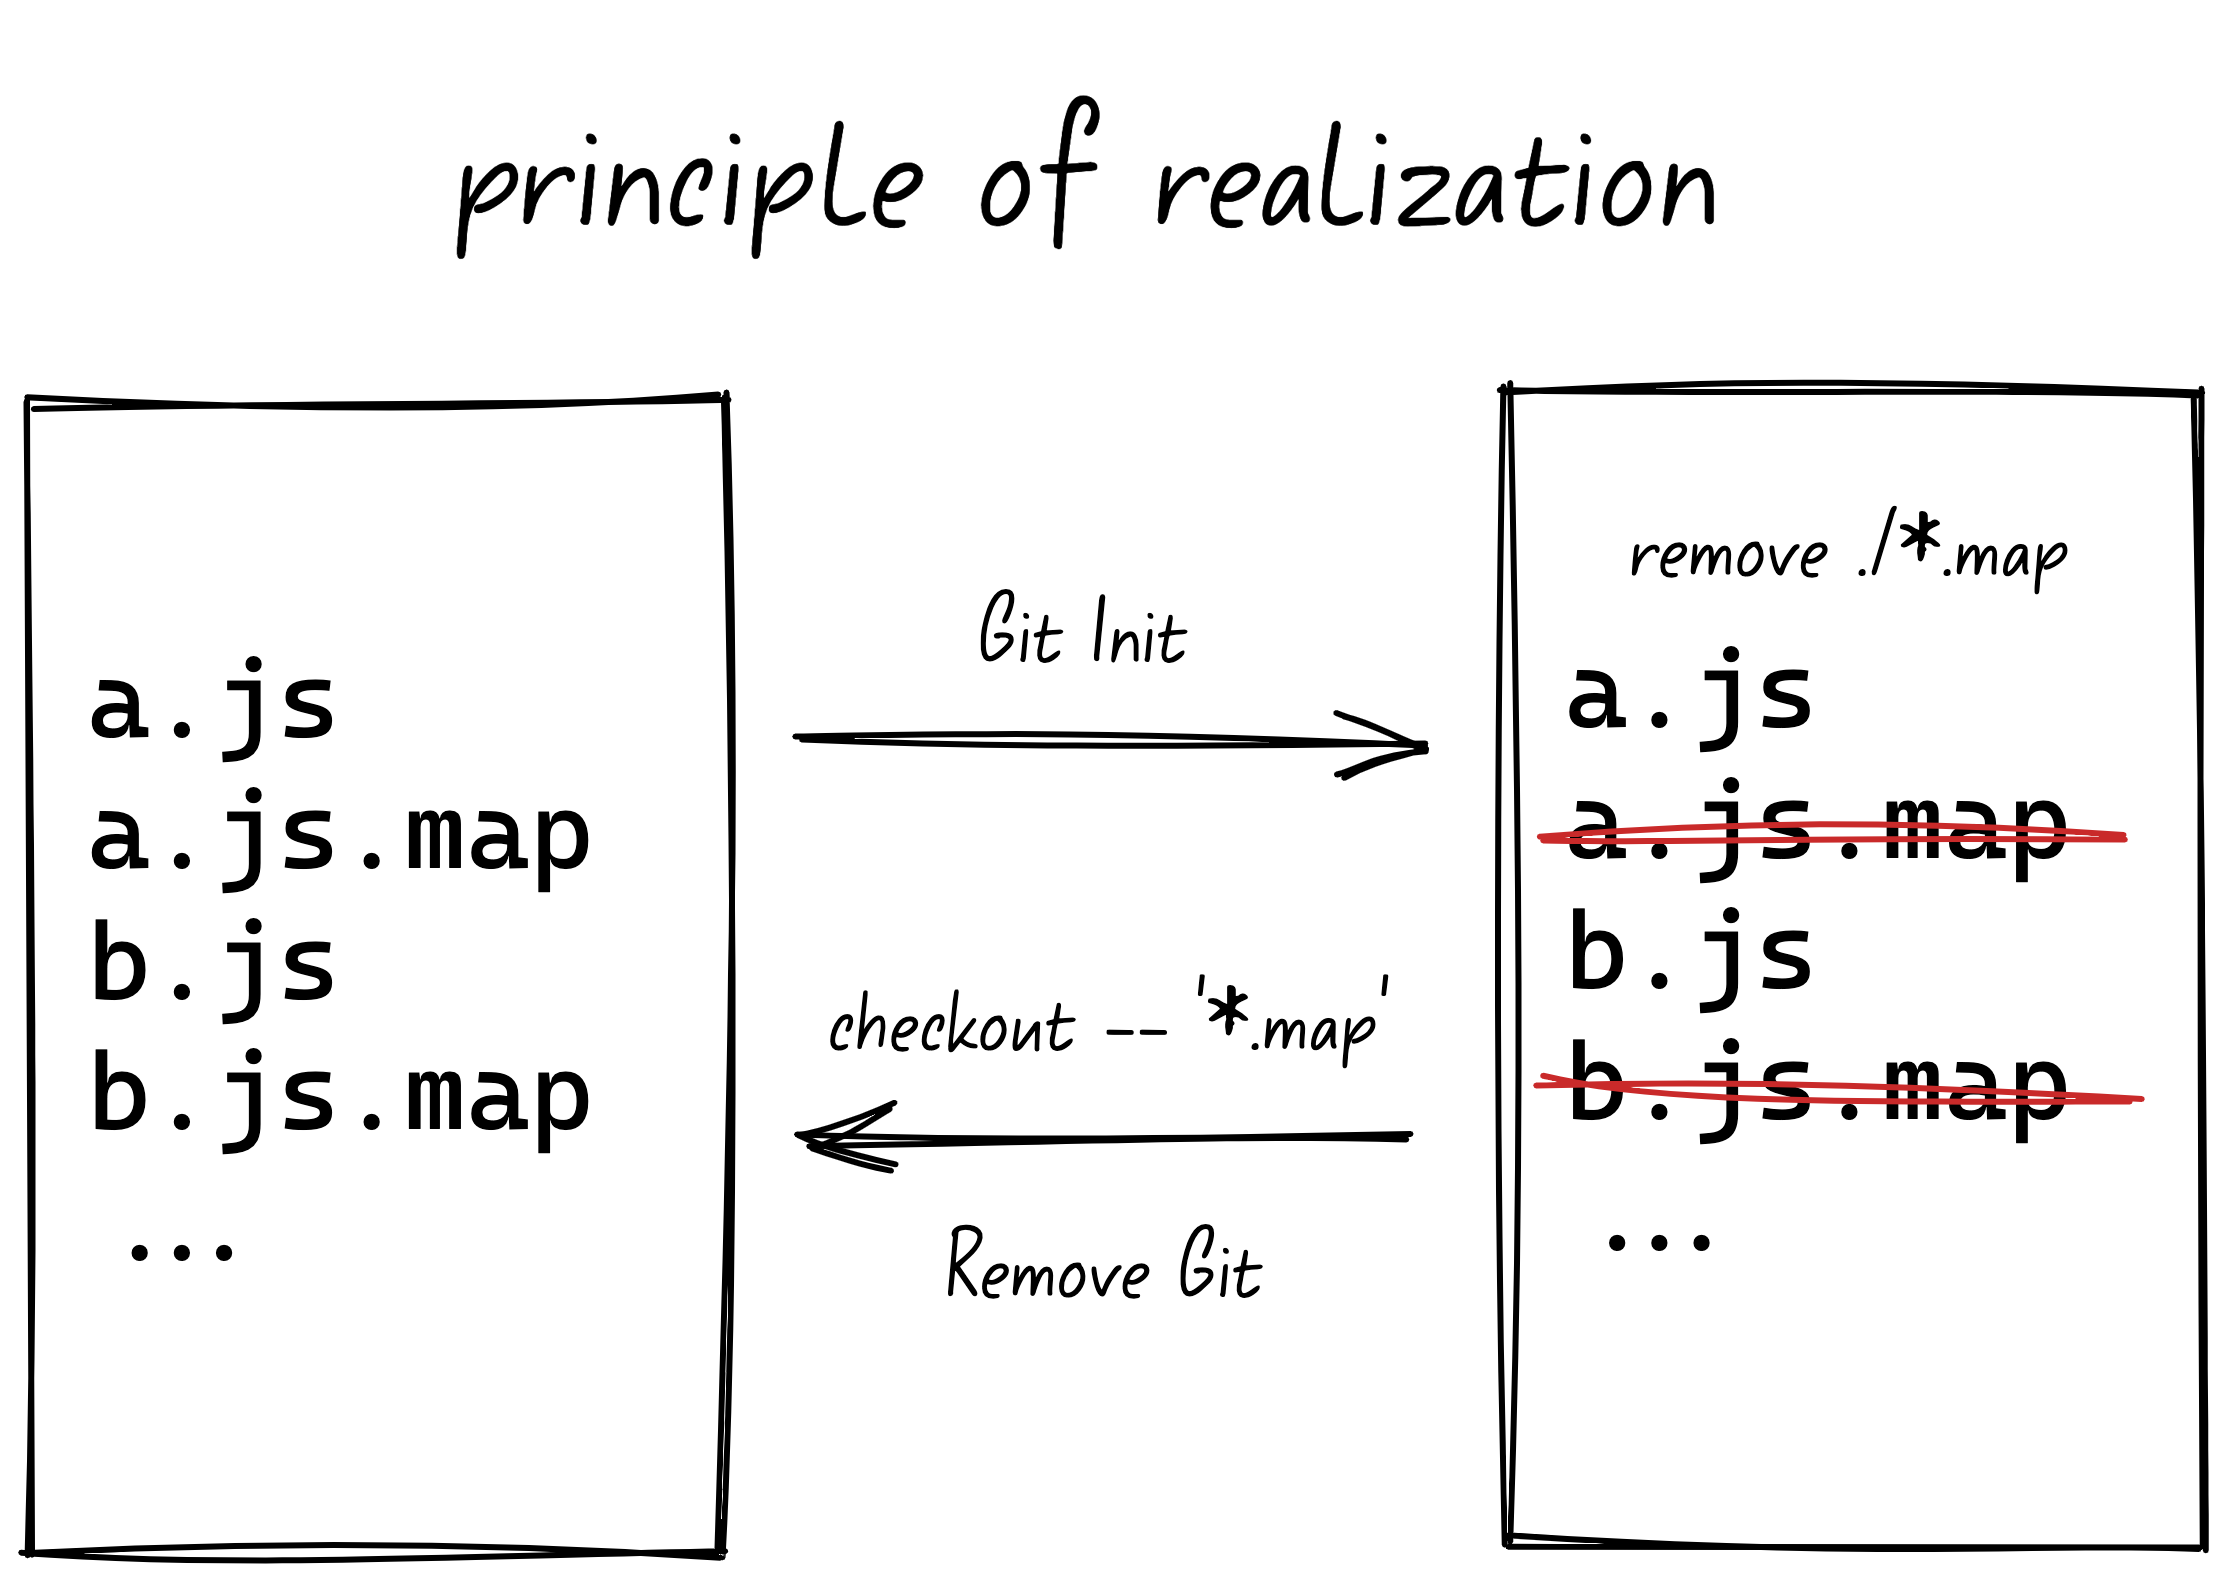 principle of realization
a.js
a.js.map
b.js
b.js.map
...
Git Init
checkout -- '*.map'
Remove Git
remove ./*.map
a.js
a.js.map
b.js
b.js.map
...